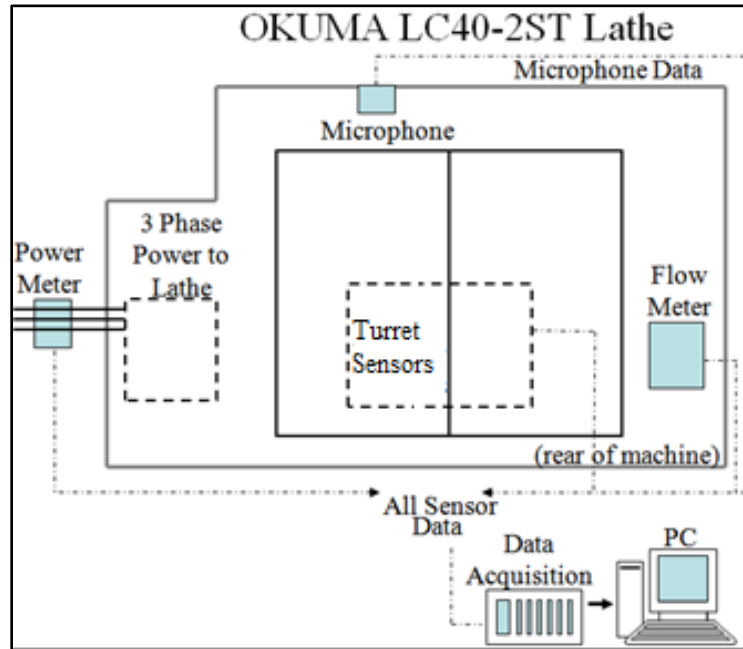 OKUMA LC40-2ST Lathe
Microphone Data
Microphone
3 Phase
Power to
Lathe
Power
Meter
Flow
Meter
Turret
Sensors
(rear of machine)
All Sensor
Data
Data
Acquisition
PC